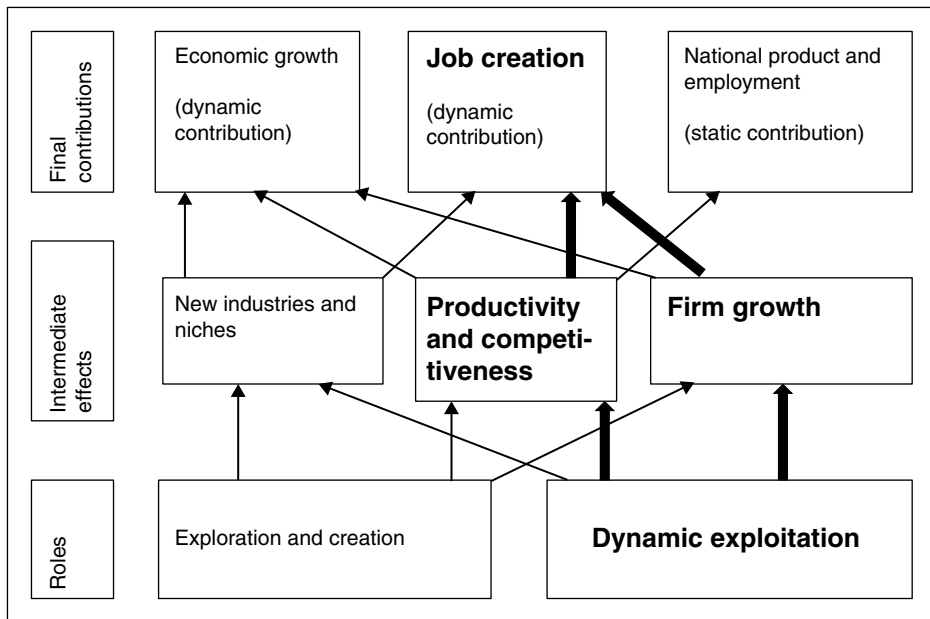 Final
contributions
Economic growth
(dynamic
contribution)
Job creation
(dynamic
contribution)
National product and
employment
(static contribution)
Intermediate
effects
New industries and
niches
Productivity
and competi-
tiveness
Firm growth
Roles
Exploration and creation
Dynamic exploitation